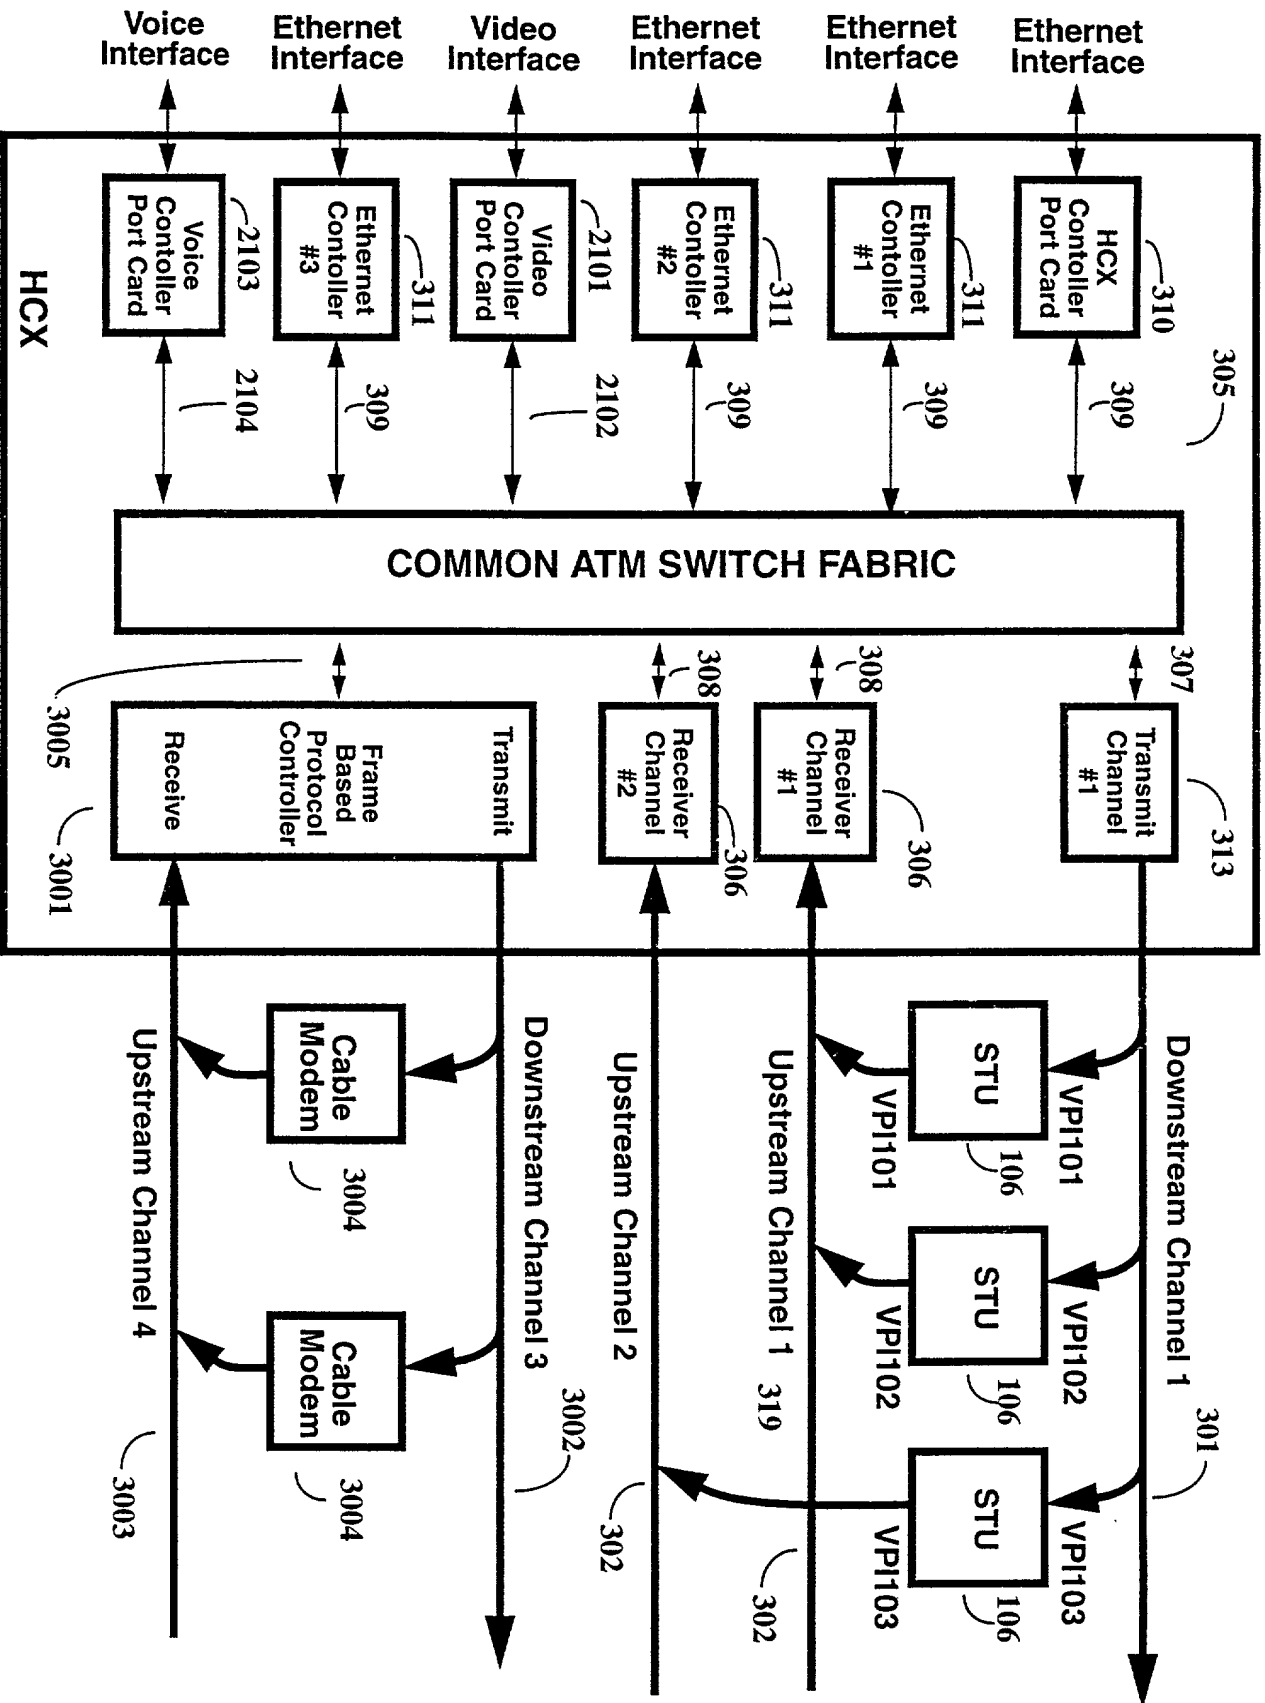 Voice
Interface
Ethernet
Interface
Video
Interface
Ethernet
Interface
Ethernet
Interface
Ethernet
Interface
Voice
Contoller
Port Card
2103
Ethernet
Contoller
#3
311
Video
Contoller
Port Card
2101
Ethernet
Contoller
#2
311
Ethernet
Contoller
#1
311
HCX
Contoller
Port Card
310
305
HCX
2104
309
2102
309
309
309
COMMON ATM SWITCH FABRIC
3005
308
308
307
Receive
Frame
Based
Protocol
Controller
Transmit
3001
Receiver
Channel
#2
306
Receiver
Channel
#1
306
Transmit
Channel
#1
313
Downstream Channel 1
301
VPI101
STU
106
VPI101
VPI102
STU
106
VPI102
VPI103
STU
106
VPI103
Upstream Channel 1
319
302
Upstream Channel 2
302
Downstream Channel 3
3002
Cable
Modem
3004
Cable
Modem
3004
Upstream Channel 4
3003